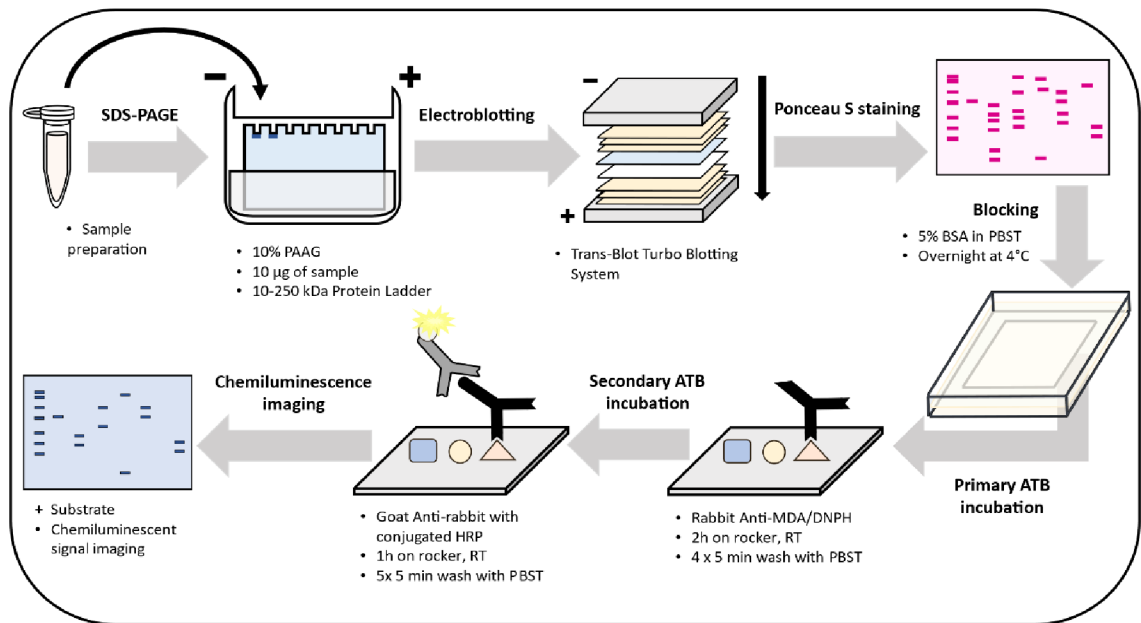 SDS-PAGE
−
+
Electroblotting
−
+
Ponceau S staining
• Sample
preparation
• 10% PAAG
• 10 µg of sample
• 10-250 kDa Protein Ladder
• Trans-Blot Turbo Blotting
System
Blocking
• 5% BSA in PBST
• Overnight at 4°C
Primary ATB
incubation
Secondary ATB
incubation
• Rabbit Anti-MDA/DNPH
• 2h on rocker, RT
• 4 x 5 min wash with PBST
Chemiluminescence
imaging
• Goat Anti-rabbit with
conjugated HRP
• 1h on rocker, RT
• 5x 5 min wash with PBST
+ Substrate
• Chemiluminescent
signal imaging